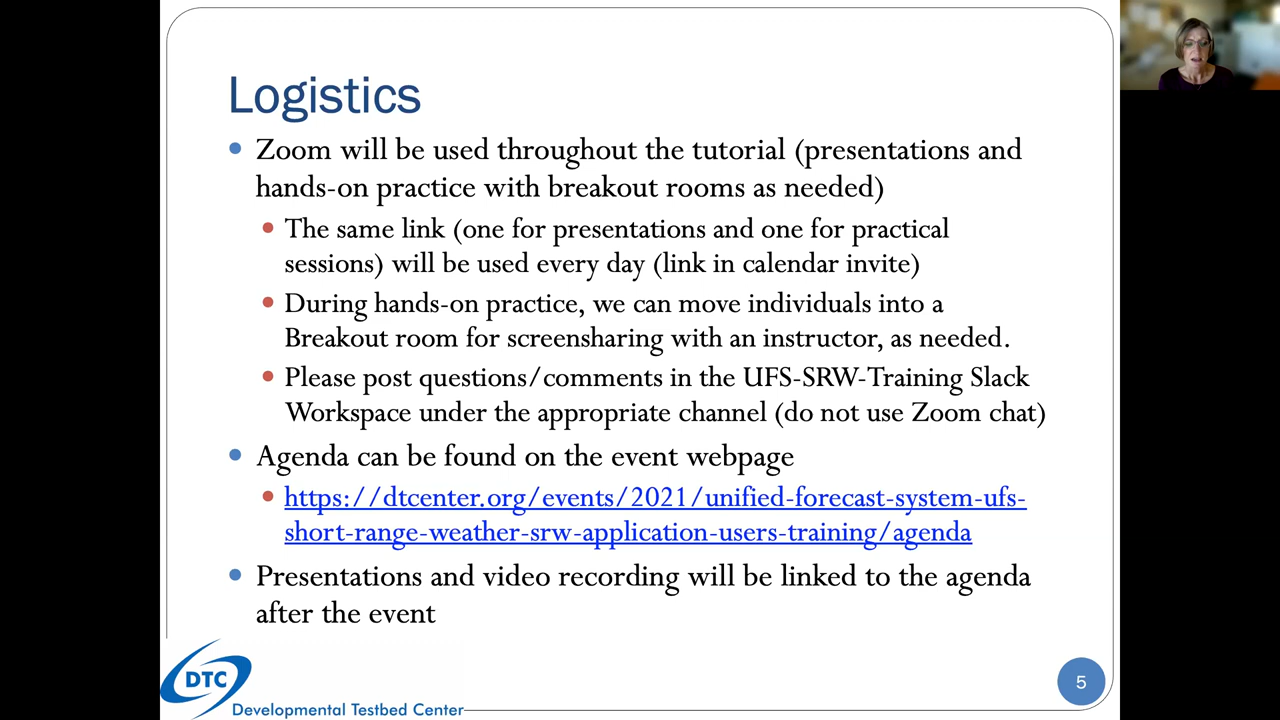 Logistics
Zoom will be used throughout the tutorial (presentations and
hands-on practice with breakout rooms as needed)
The same link (one for presentations and one for practical
sessions) will be used every day (link in calendar invite)
During hands-on practice, we can move individuals into a
Breakout room for screensharing with an instructor, as needed.
Please post questions/comments in the UFS-SRW-Training Slack
Workspace under the appropriate channel (do not use Zoom chat)
Agenda can be found on the event webpage
https://dtcenter.org/events/2021/unified-forecast-system-ufs-
short-range-weather-srw-application-users-training/agenda
Presentations and video recording will be linked to the agenda
after the event
DTC
Developmental Testbed Center
5